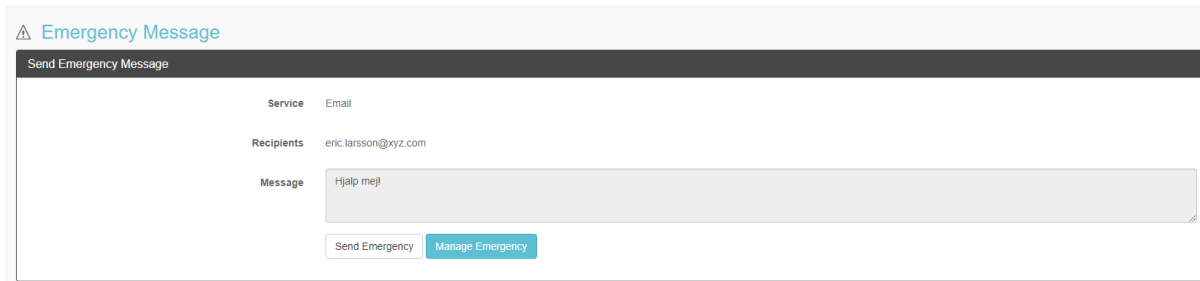 Emergency Message
Send Emergency Message
Service Email
Recipients eric.larsson@xyz.com
Message Hjalp mej!
Send Emergency Manage Emergency